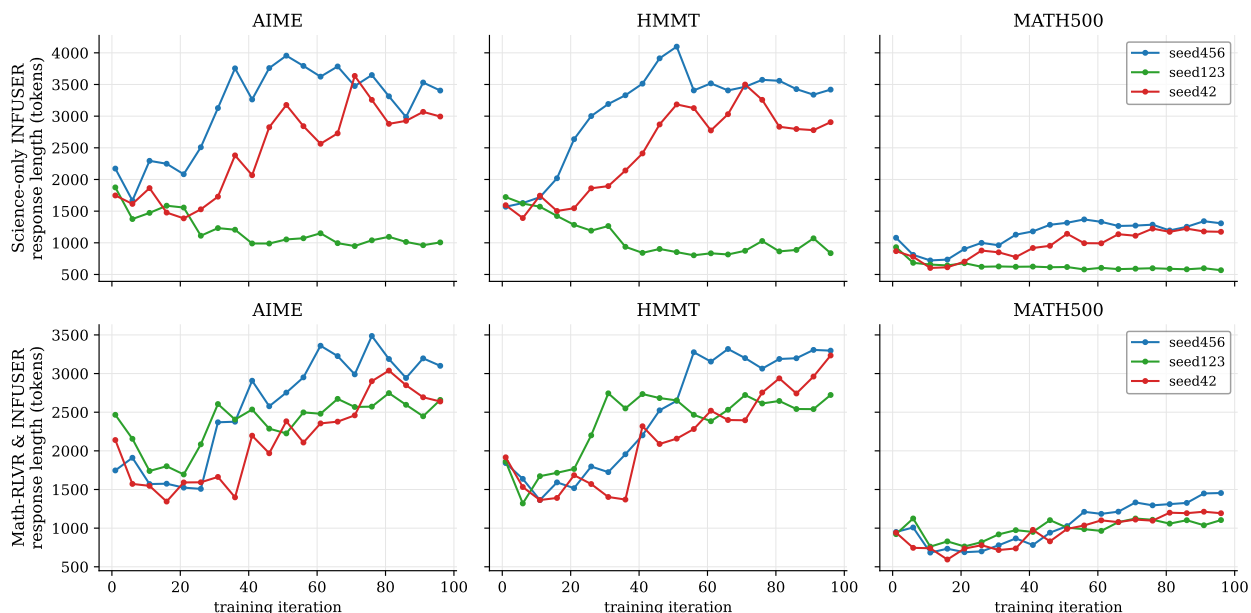 AIME
HMMT
MATH500
Science-only INFUSER
response length (tokens)
4000
3500
3000
2500
2000
1500
1000
500
seed456
seed123
seed42
AIME
HMMT
MATH500
Math-RLVR & INFUSER
response length (tokens)
3500
3000
2500
2000
1500
1000
500
seed456
seed123
seed42
0 20 40 60 80 100
0 20 40 60 80 100
0 20 40 60 80 100
training iteration
training iteration
training iteration